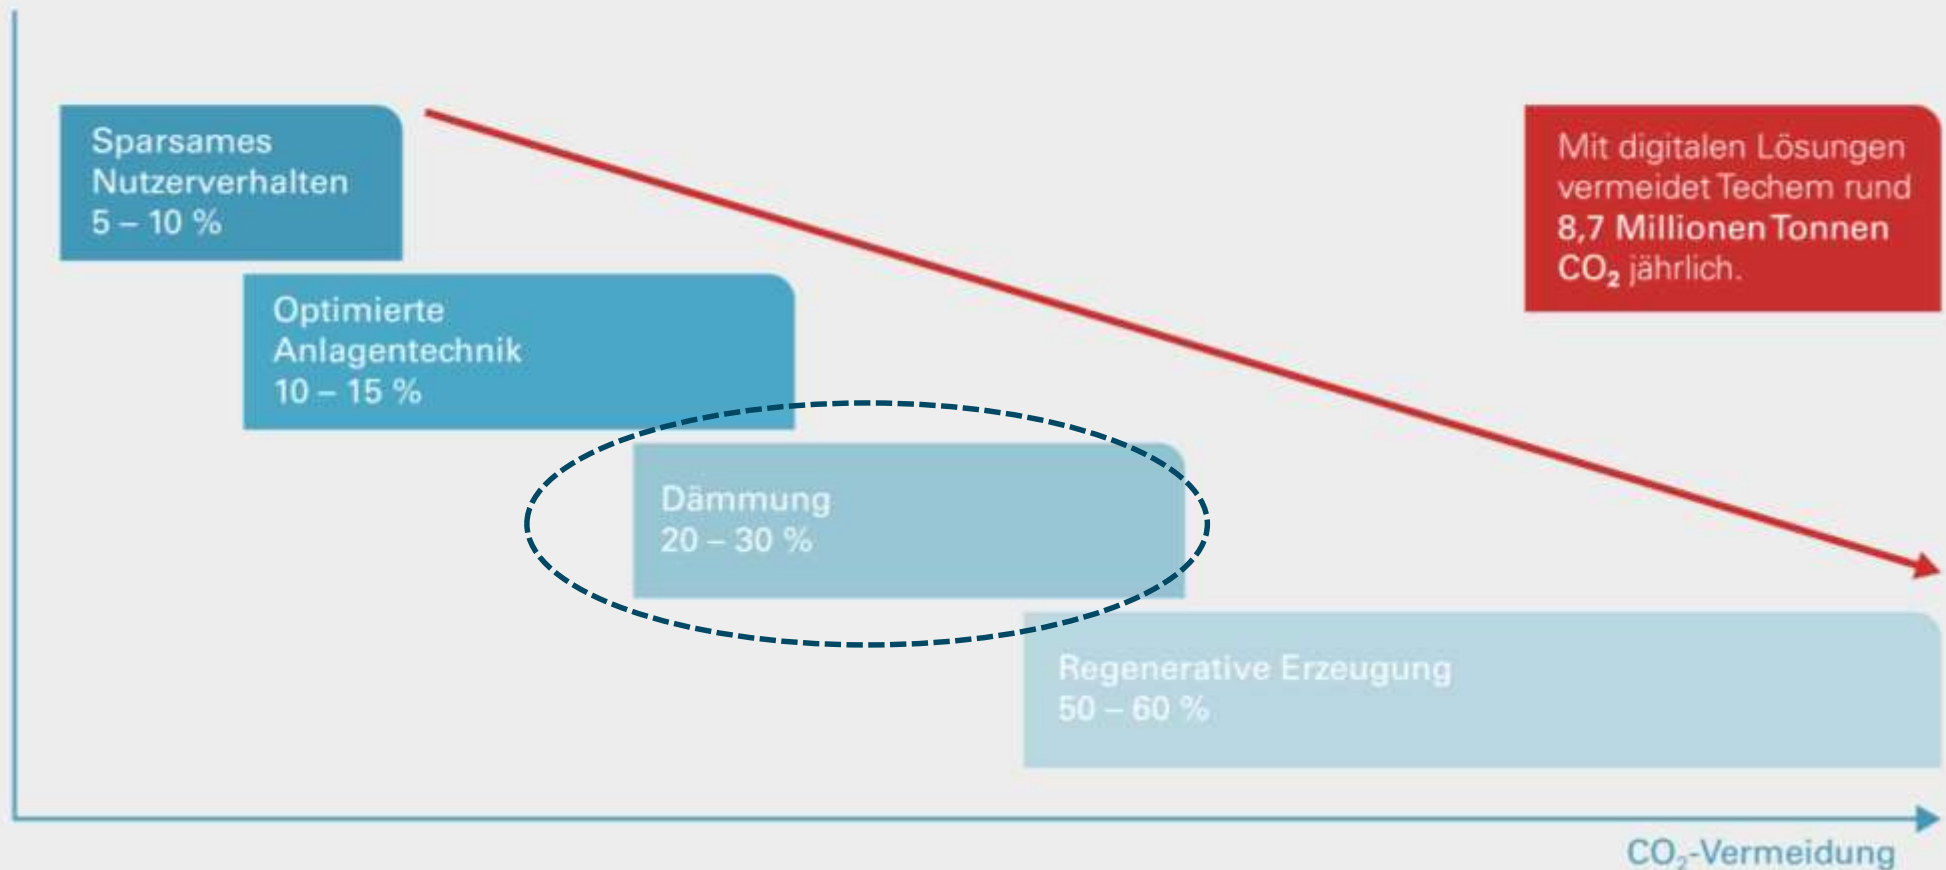 Sparsames
Nutzerverhalten
5 – 10 %
Mit digitalen Lösungen
vermeidet Techem rund
8,7 Millionen Tonnen
CO₂ jährlich.
Optimierte
Anlagentechnik
10 – 15 %
Dämmung
20 – 30 %
Regenerative Erzeugung
50 – 60 %
CO₂-Vermeidung